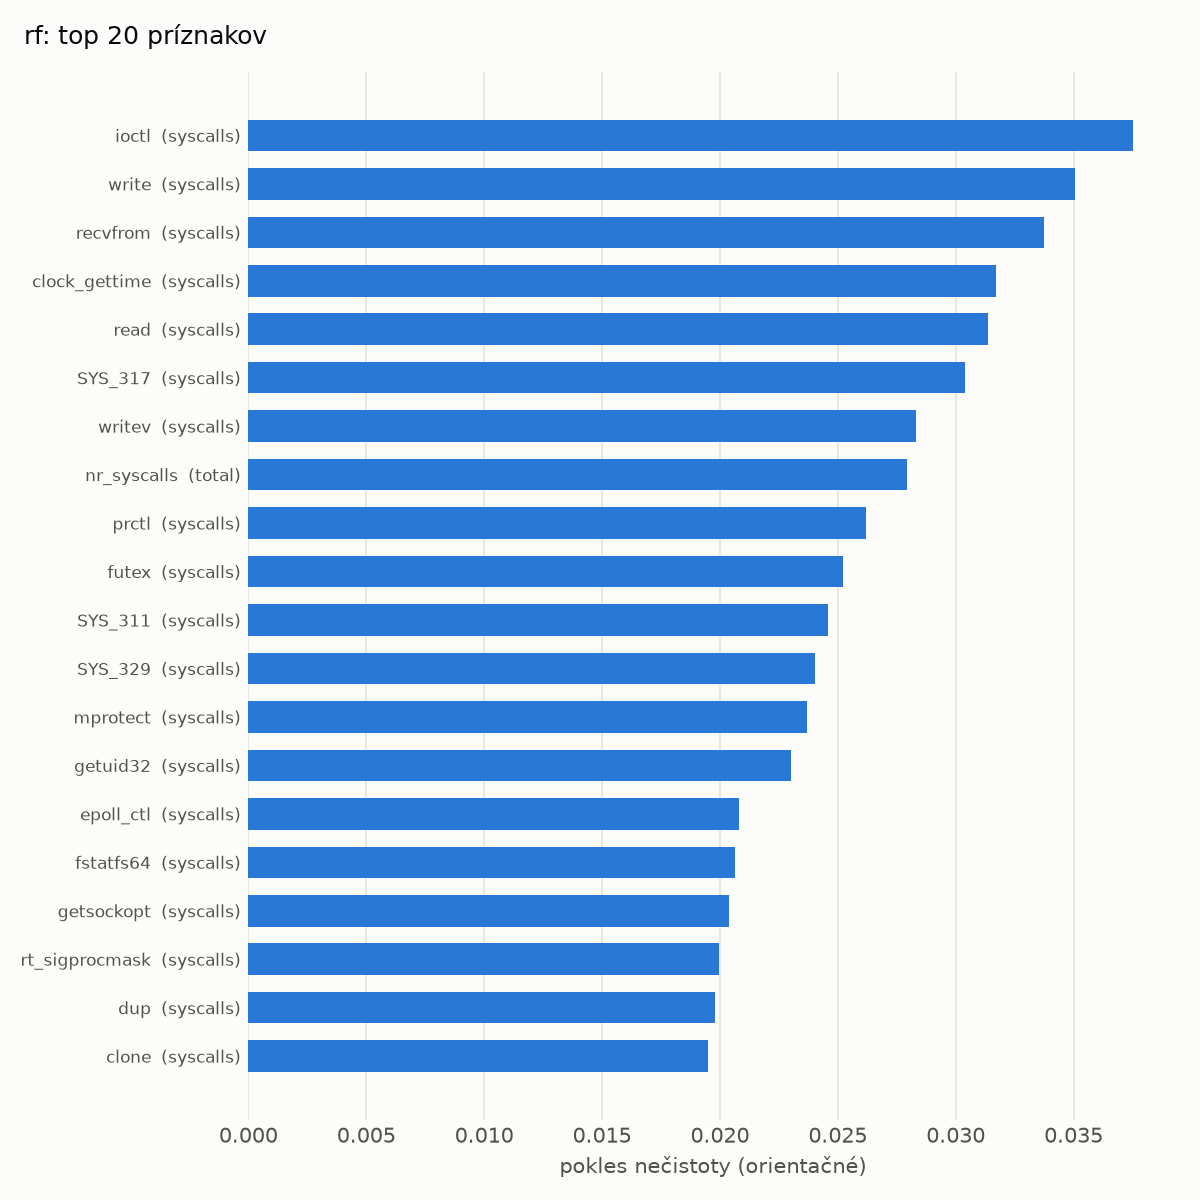 rf: top 20 príznakov
ioctl (syscalls)
write (syscalls)
recvfrom (syscalls)
clock_gettime (syscalls)
read (syscalls)
SYS_317 (syscalls)
writev (syscalls)
nr_syscalls (total)
prctl (syscalls)
futex (syscalls)
SYS_311 (syscalls)
SYS_329 (syscalls)
mprotect (syscalls)
getuid32 (syscalls)
epoll_ctl (syscalls)
fstatfs64 (syscalls)
getsockopt (syscalls)
rt_sigprocmask (syscalls)
dup (syscalls)
clone (syscalls)
0.000 0.005 0.010 0.015 0.020 0.025 0.030 0.035
pokles nečistoty (orientačné)